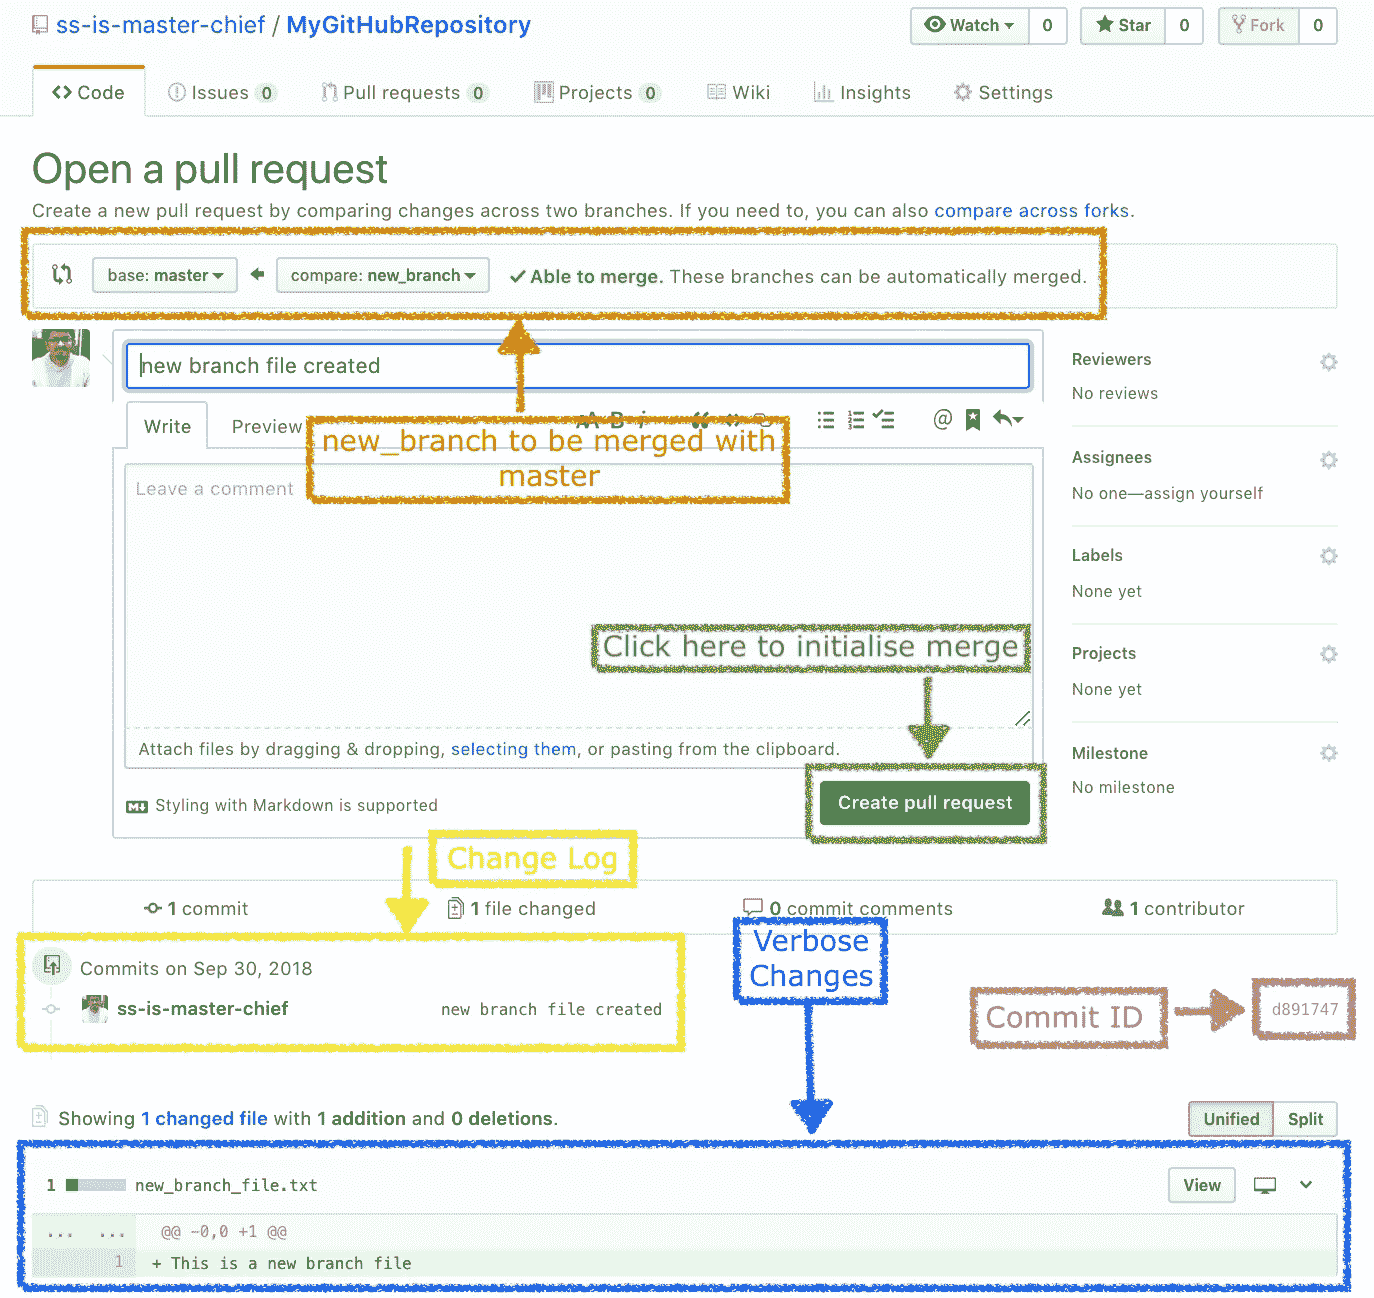 ss-is-master-chief / MyGitHubRepository
Watch 0 Star 0 Fork 0
Code Issues 0 Pull requests 0 Projects 0 Wiki Insights Settings
Open a pull request
Create a new pull request by comparing changes across two branches. If you need to, you can also compare across forks.
base: master compare: new_branch Able to merge. These branches can be automatically merged.
new branch file created
Reviewers
No reviews
Write Preview AA B i
new_branch to be merged with
master
Leave a comment
Assignees
No one—assign yourself
Labels
None yet
Click here to initialise merge
Projects
None yet
Attach files by dragging & dropping, selecting them, or pasting from the clipboard.
Milestone
No milestone
Styling with Markdown is supported
Create pull request
Change Log
1 commit 1 file changed 0 commit comments 1 contributor
Verbose
Changes
Commits on Sep 30, 2018
ss-is-master-chief new branch file created
Commit ID d891747
Showing 1 changed file with 1 addition and 0 deletions.
Unified Split
1 new_branch_file.txt View
... ... @@ -0,0 +1 @@
1 + This is a new branch file